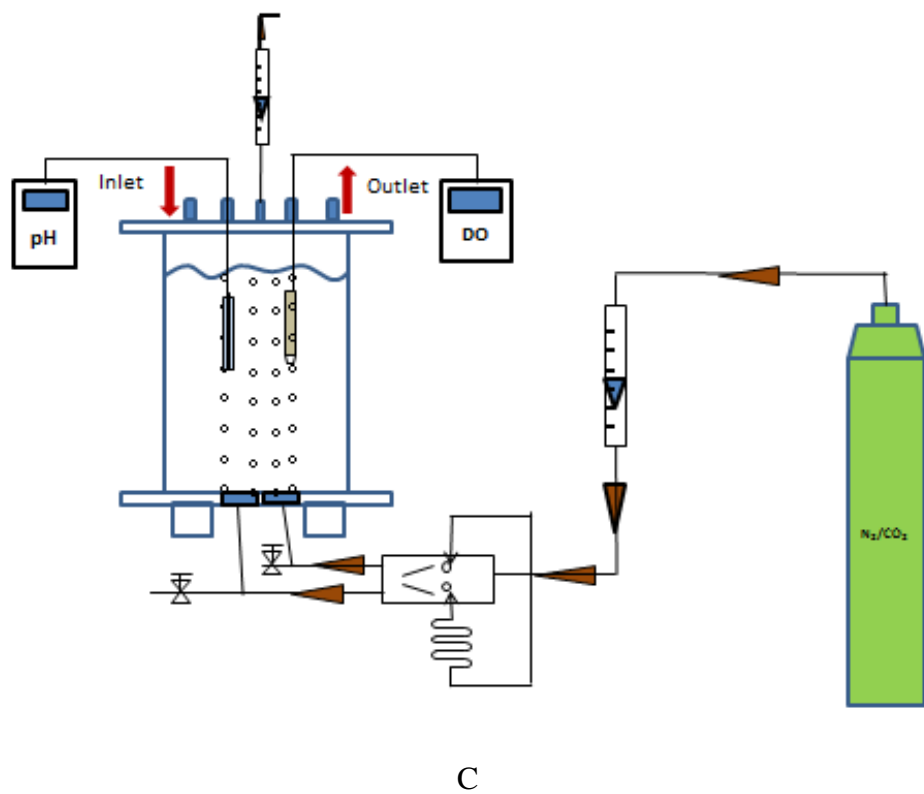 Inlet
Outlet
pH
DO
N₂/CO₂
C